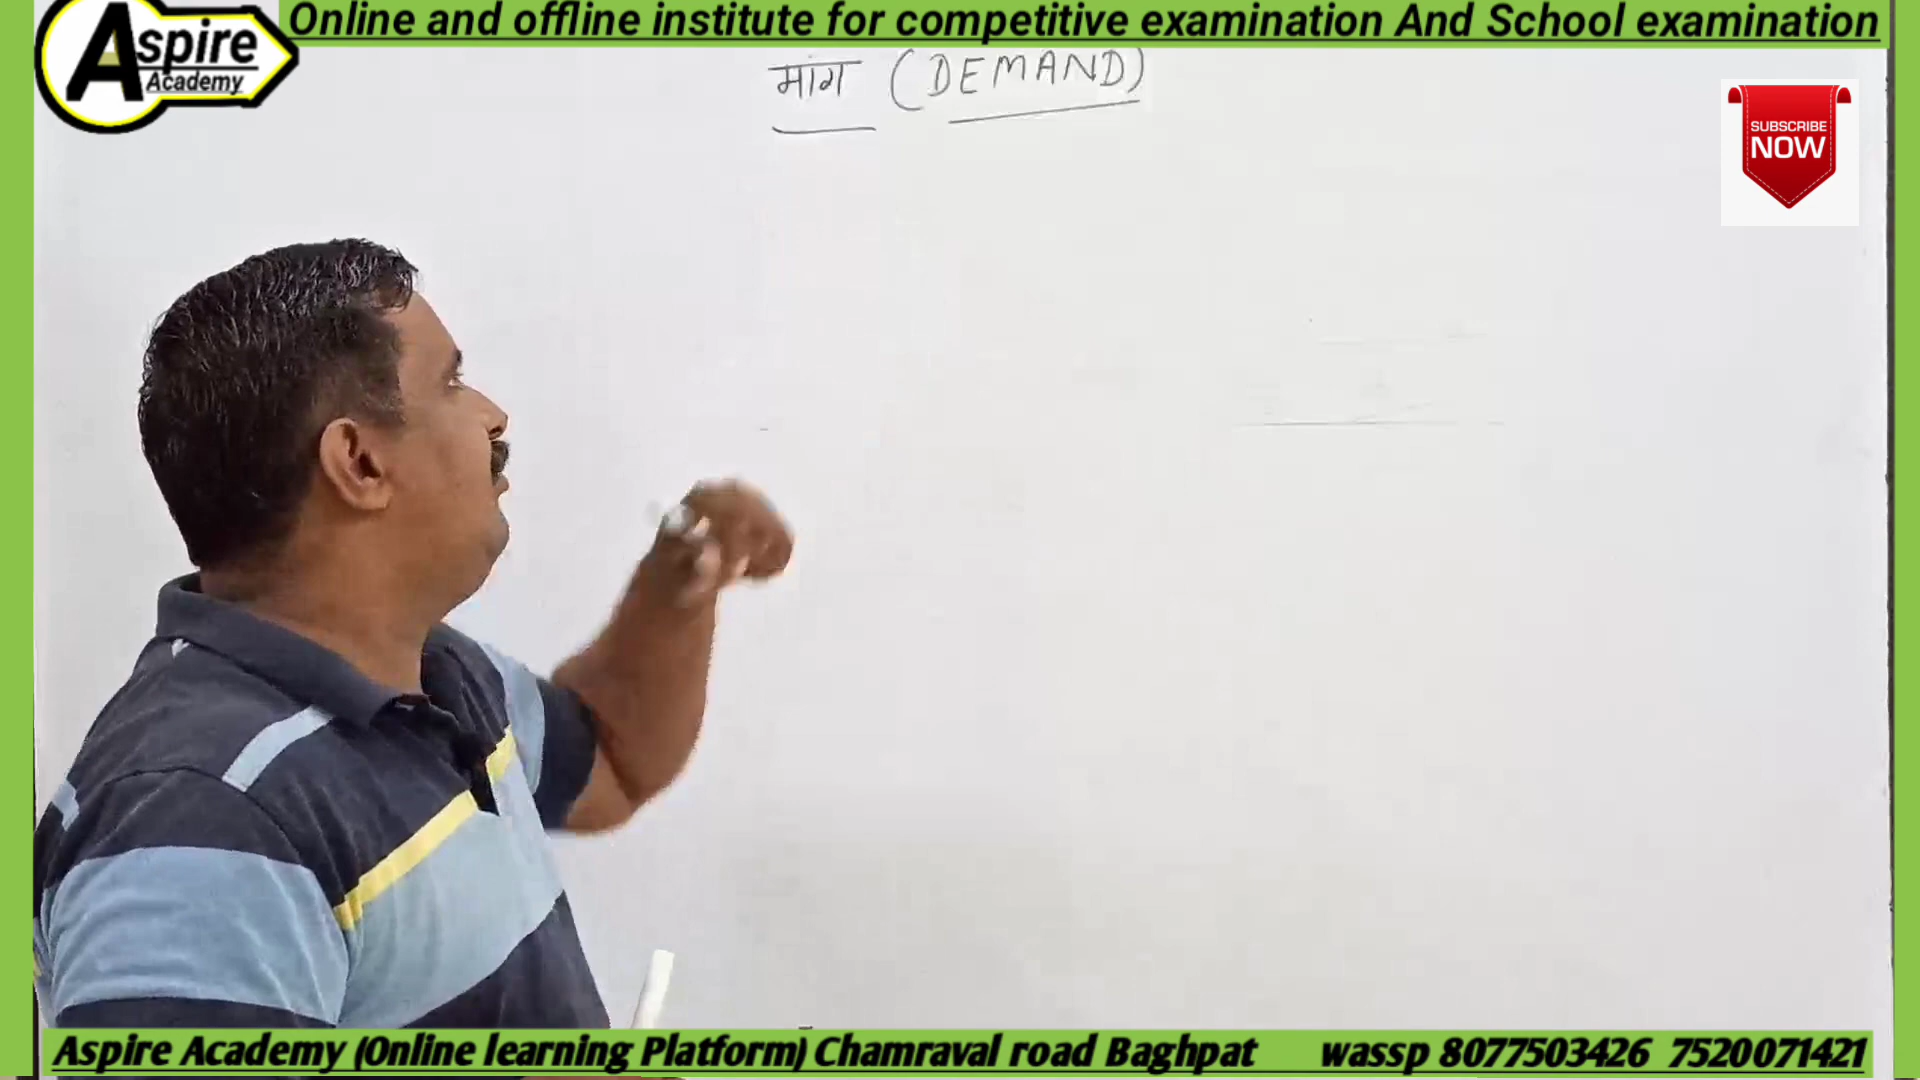 Online and offline institute for competitive examination And School examination
Aspire
Academy
मांग (DEMAND)
SUBSCRIBE
NOW
Aspire Academy (Online learning Platform) Chamraval road Baghpat wassp 8077503426 7520071421